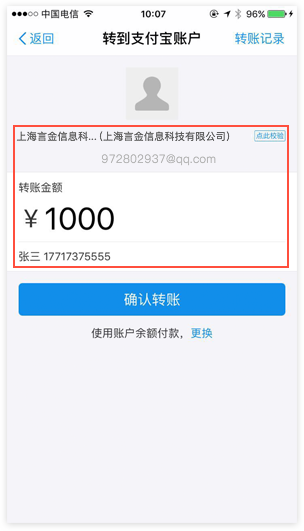 中国电信 10:07 96%
返回 转到支付宝账户 转账记录
上海言金信息科... (上海言金信息科技有限公司) 点此校验
972802937@qq.com
转账金额
￥1000
张三 17717375555
确认转账
使用账户余额付款，更换